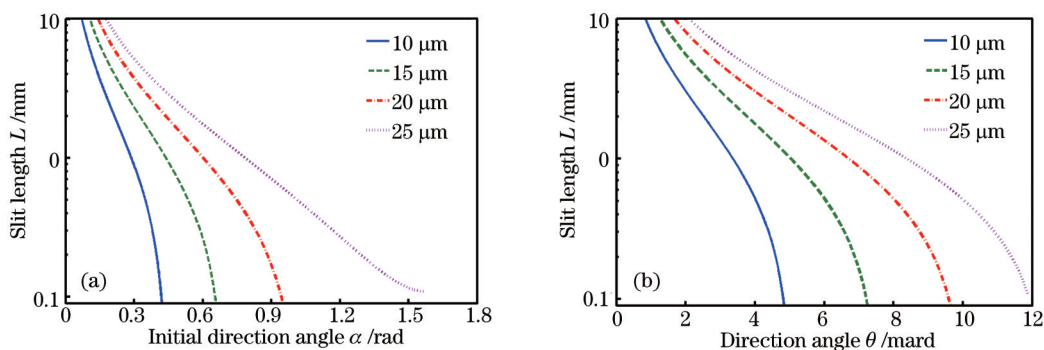 10
0
0.1
Slit length L /mm
10 μm
15 μm
20 μm
25 μm
(a)
0 0.3 0.6 0.9 1.2 1.5 1.8
Initial direction angle α /rad
10
0
0.1
Slit length L /mm
10 μm
15 μm
20 μm
25 μm
(b)
0 2 4 6 8 10 12
Direction angle θ /mard